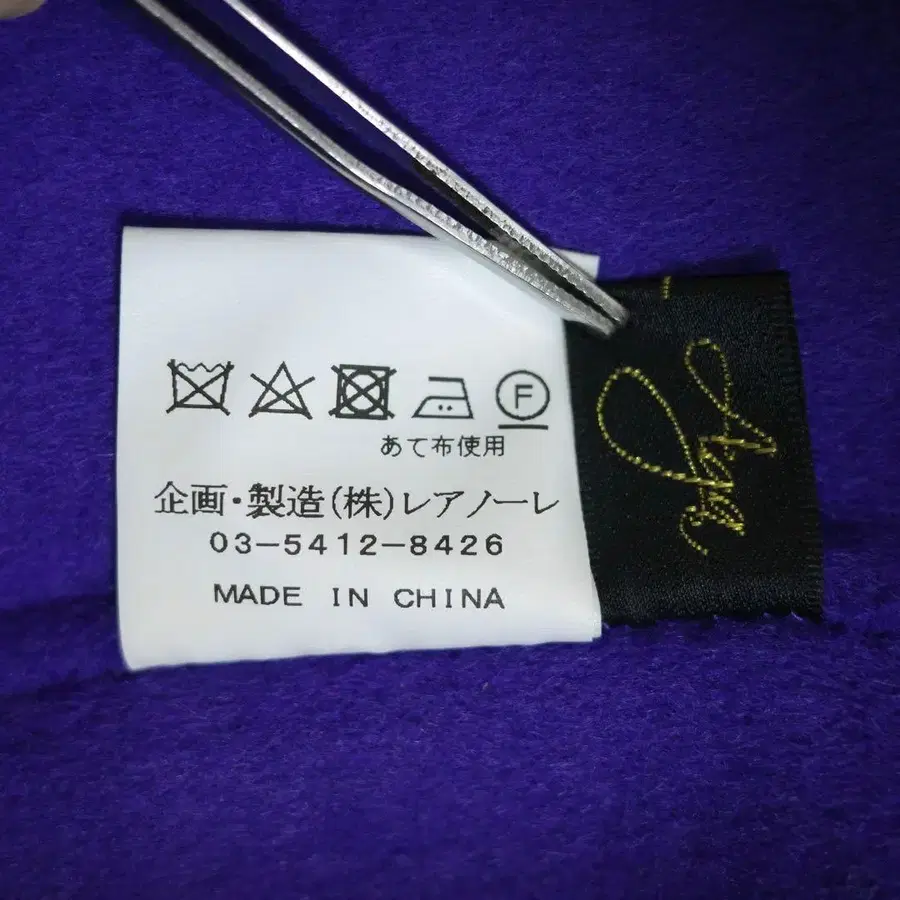 F
あて布使用
企画・製造(株)レアノーレ
03-5412-8426
MADE IN CHINA